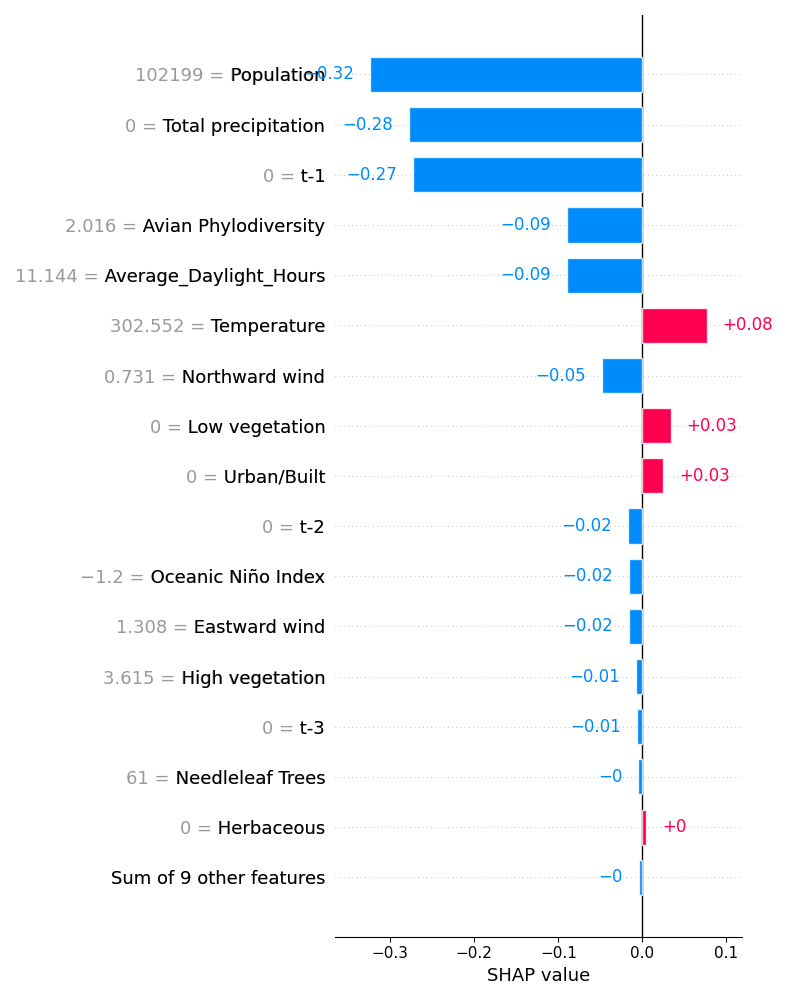 102199 = Population −0.32
0 = Total precipitation −0.28
0 = t-1 −0.27
2.016 = Avian Phylodiversity −0.09
11.144 = Average_Daylight_Hours −0.09
302.552 = Temperature +0.08
0.731 = Northward wind −0.05
0 = Low vegetation +0.03
0 = Urban/Built +0.03
0 = t-2 −0.02
−1.2 = Oceanic Niño Index −0.02
1.308 = Eastward wind −0.02
3.615 = High vegetation −0.01
0 = t-3 −0.01
61 = Needleleaf Trees −0
0 = Herbaceous +0
Sum of 9 other features −0
−0.3 −0.2 −0.1 0.0 0.1
SHAP value